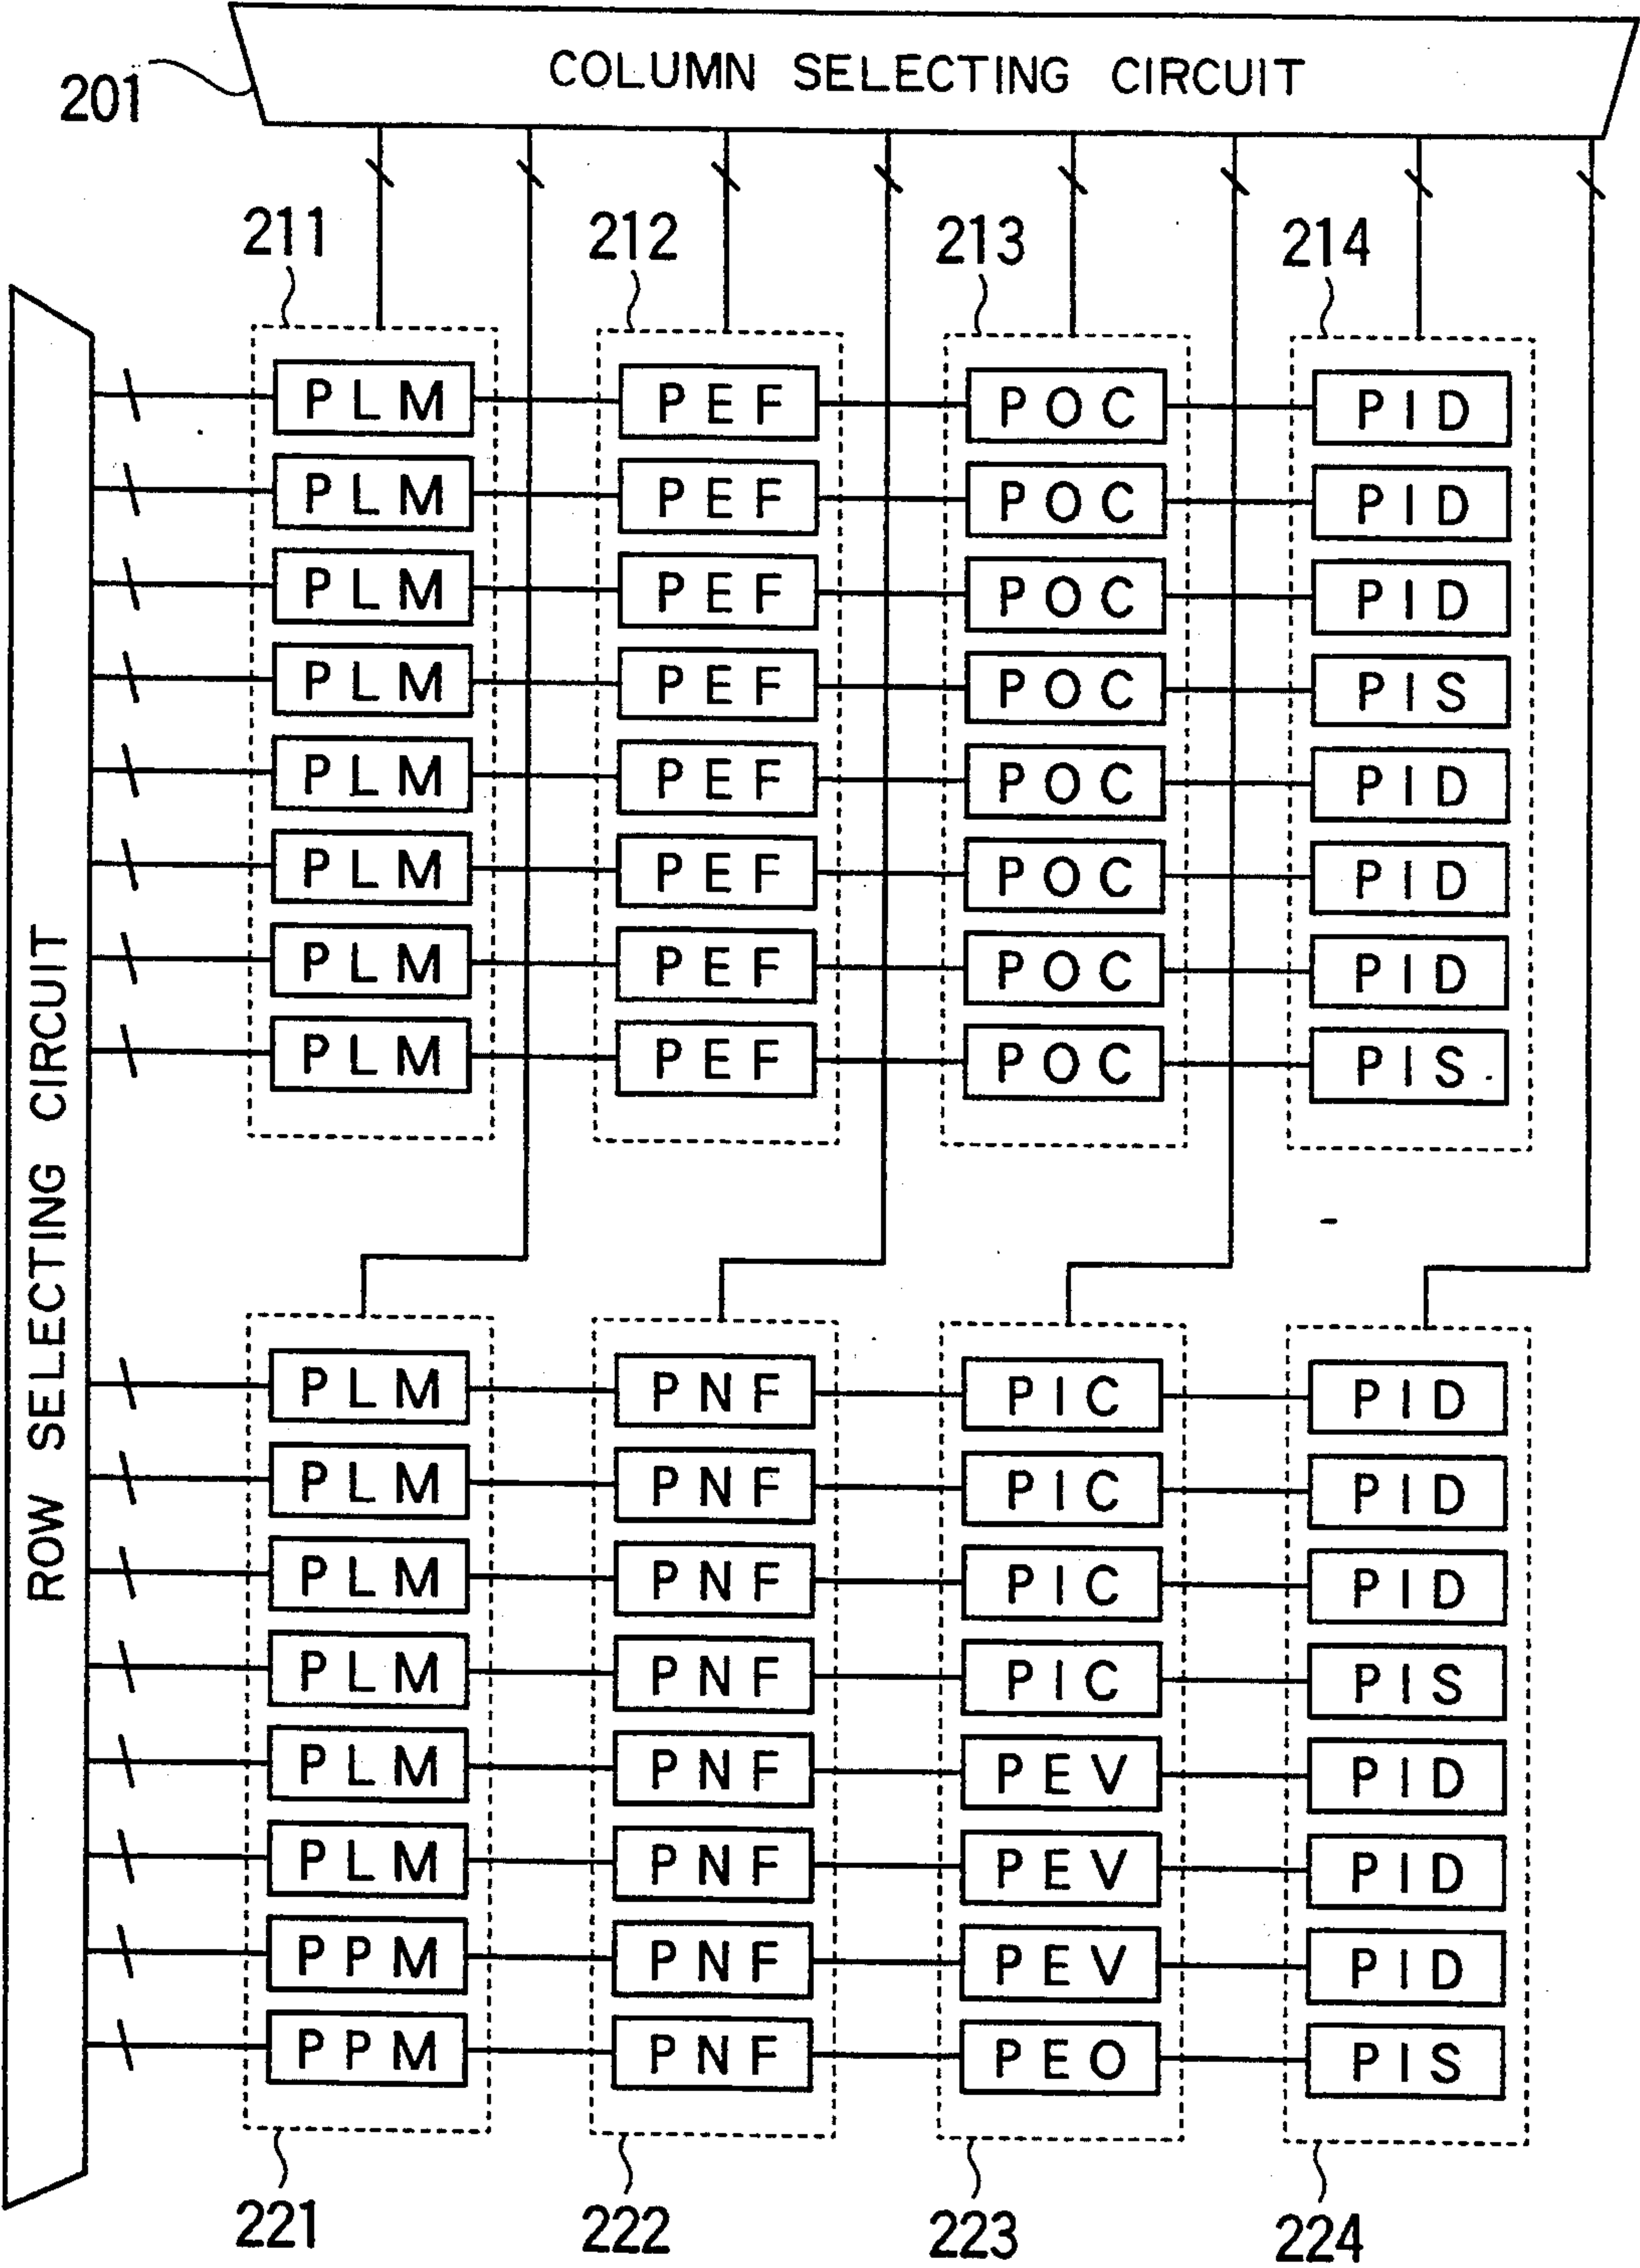 COLUMN SELECTING CIRCUIT
201
211 212 213 214
PLM PEF POC PID
PLM PEF POC PID
PLM PEF POC PID
PLM PEF POC PIS
PLM PEF POC PID
PLM PEF POC PID
PLM PEF POC PID
PLM PEF POC PIS
ROW SELECTING CIRCUIT
PLM PNF PIC PID
PLM PNF PIC PID
PLM PNF PIC PID
PLM PNF PIC PIS
PLM PNF PEV PID
PLM PNF PEV PID
PPM PNF PEV PID
PPM PNF PEO PIS
221 222 223 224